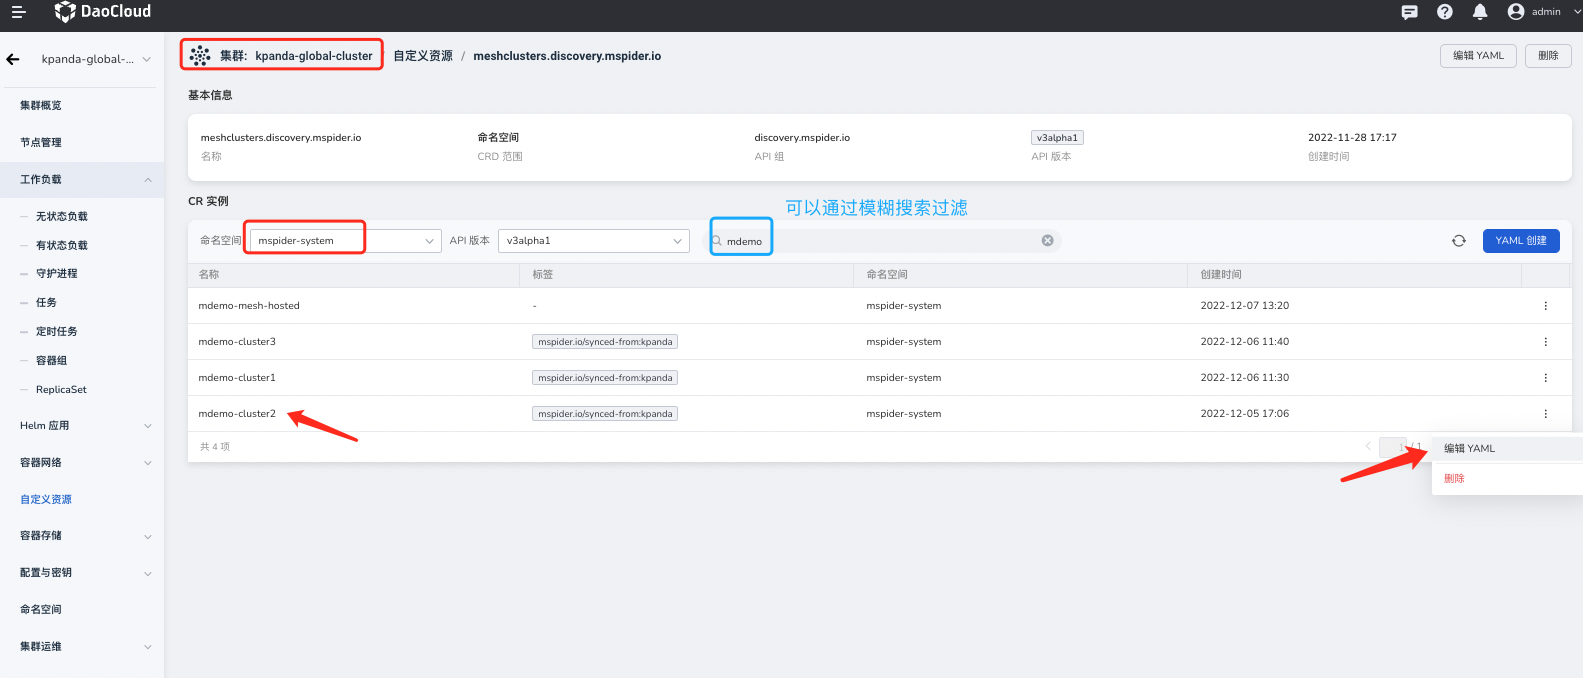 DaoCloud
admin
kpanda-global-...
集群: kpanda-global-cluster 自定义资源 / meshclusters.discovery.mspider.io
编辑 YAML
删除
集群概览
节点管理
工作负载
无状态负载
有状态负载
守护进程
任务
定时任务
容器组
ReplicaSet
Helm 应用
容器网络
自定义资源
容器存储
配置与密钥
命名空间
集群运维
基本信息
meshclusters.discovery.mspider.io
名称
命名空间
CRD 范围
discovery.mspider.io
API 组
v3alpha1
API 版本
2022-11-28 17:17
创建时间
CR 实例
可以通过模糊搜索过滤
命名空间 mspider-system API 版本 v3alpha1 mdemo YAML 创建
名称 标签 命名空间 创建时间
mdemo-mesh-hosted - mspider-system 2022-12-07 13:20
mdemo-cluster3 mspider.io/synced-from:kpanda mspider-system 2022-12-06 11:40
mdemo-cluster1 mspider.io/synced-from:kpanda mspider-system 2022-12-06 11:30
mdemo-cluster2 mspider.io/synced-from:kpanda mspider-system 2022-12-05 17:06
共 4 项 1 / 1
编辑 YAML
删除